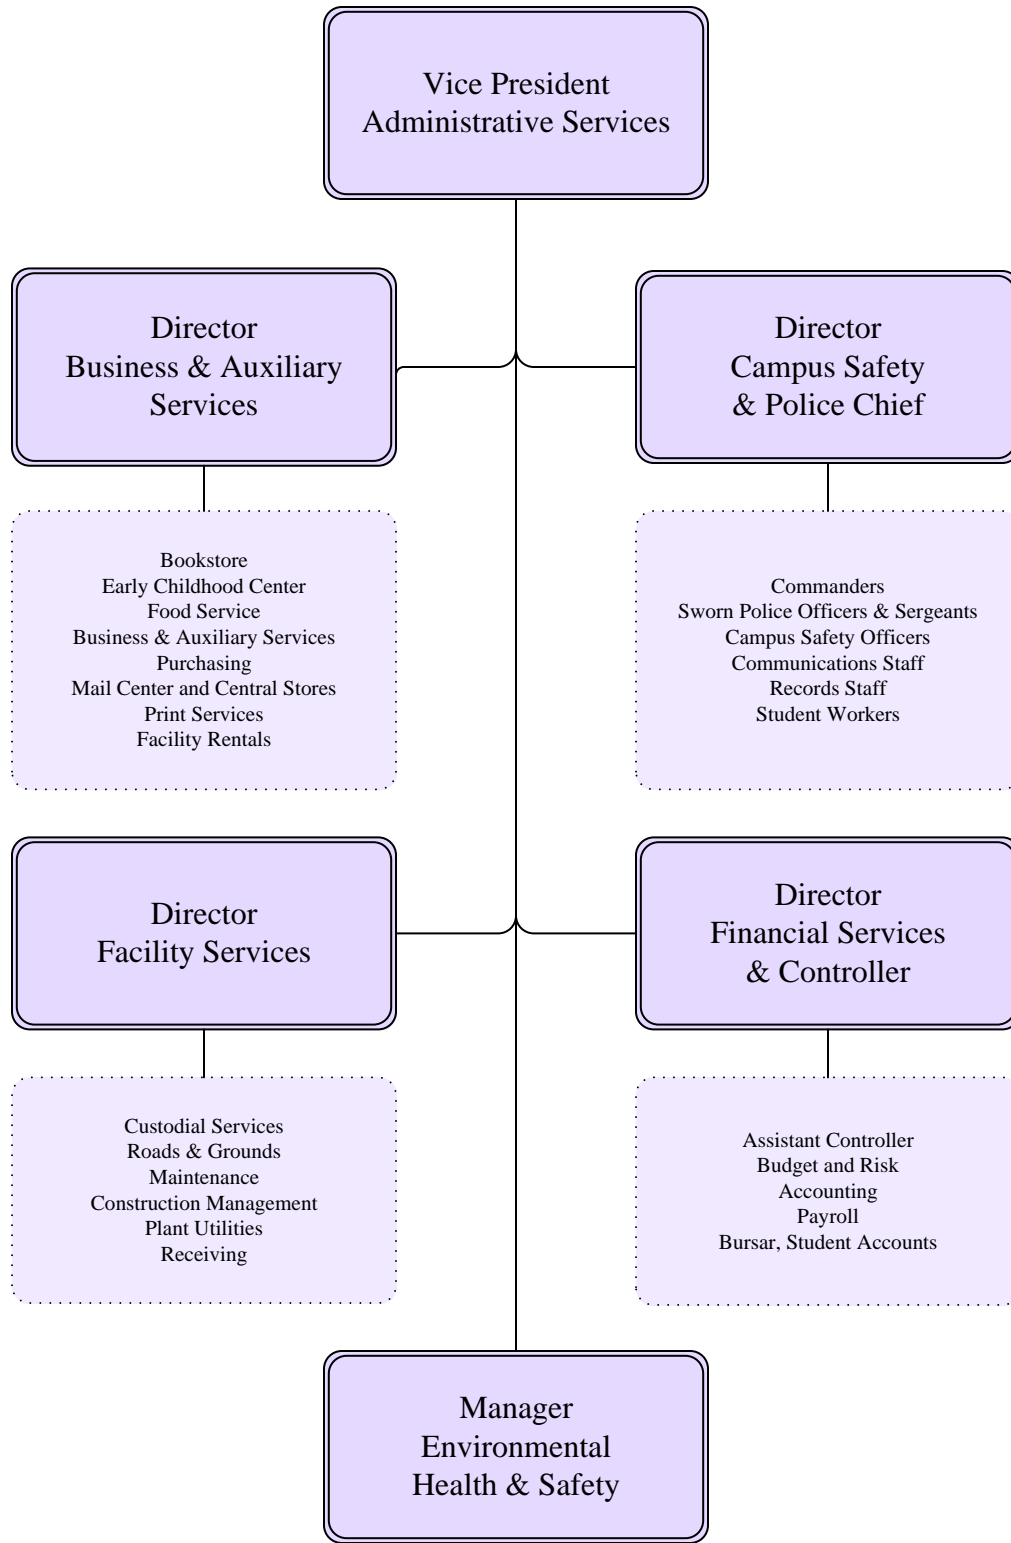 Vice President
Administrative Services
Director
Business & Auxiliary
Services
Director
Campus Safety
& Police Chief
Bookstore
Early Childhood Center
Food Service
Business & Auxiliary Services
Purchasing
Mail Center and Central Stores
Print Services
Facility Rentals
Commanders
Sworn Police Officers & Sergeants
Campus Safety Officers
Communications Staff
Records Staff
Student Workers
Director
Facility Services
Director
Financial Services
& Controller
Custodial Services
Roads & Grounds
Maintenance
Construction Management
Plant Utilities
Receiving
Assistant Controller
Budget and Risk
Accounting
Payroll
Bursar, Student Accounts
Manager
Environmental
Health & Safety